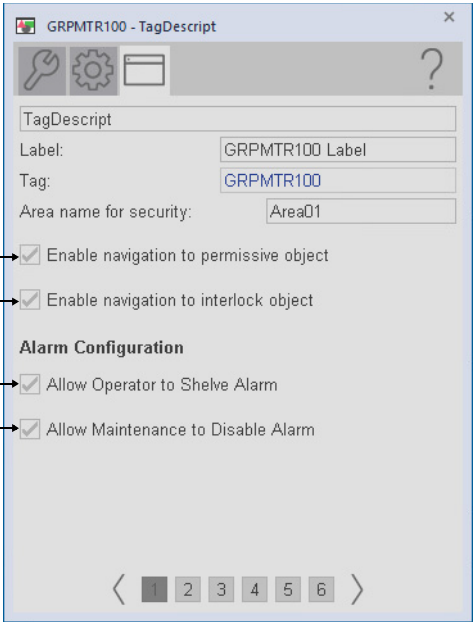 GRPMTR100 - TagDescript
TagDescript
Label: GRPMTR100 Label
Tag: GRPMTR100
Area name for security: Area01
Enable navigation to permissive object
Enable navigation to interlock object
Alarm Configuration
Allow Operator to Shelve Alarm
Allow Maintenance to Disable Alarm
1 2 3 4 5 6